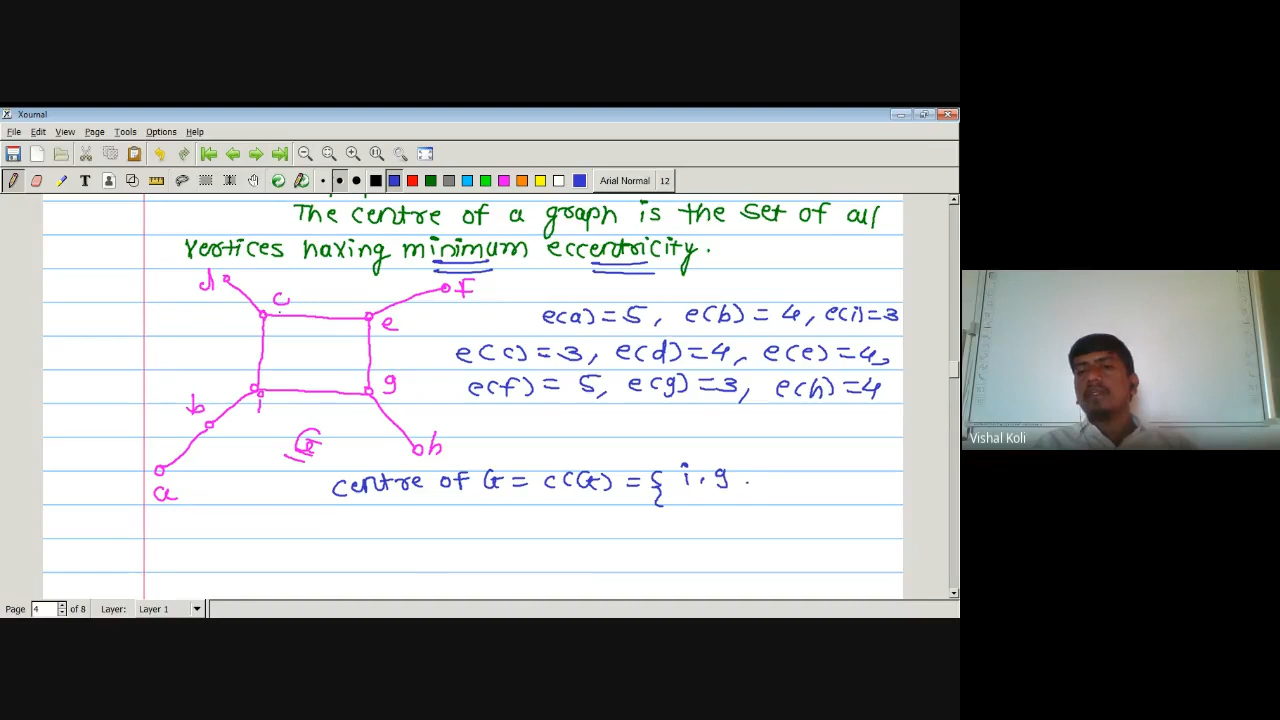 Xournal
File Edit View Page Tools Options Help
Arial Normal 12
The centre of a graph is the set of all
vertices having minimum eccentricity.
d
c
f
e
e(a)=5, e(b)=4, e(i)=3
e(c)=3, e(d)=4, e(e)=4,
g
e(f)=5, e(g)=3, e(h)=4
b
i
G
h
a
centre of G = C(G) = { i, g
Page 4 of 8 Layer: Layer 1
Vishal Koli